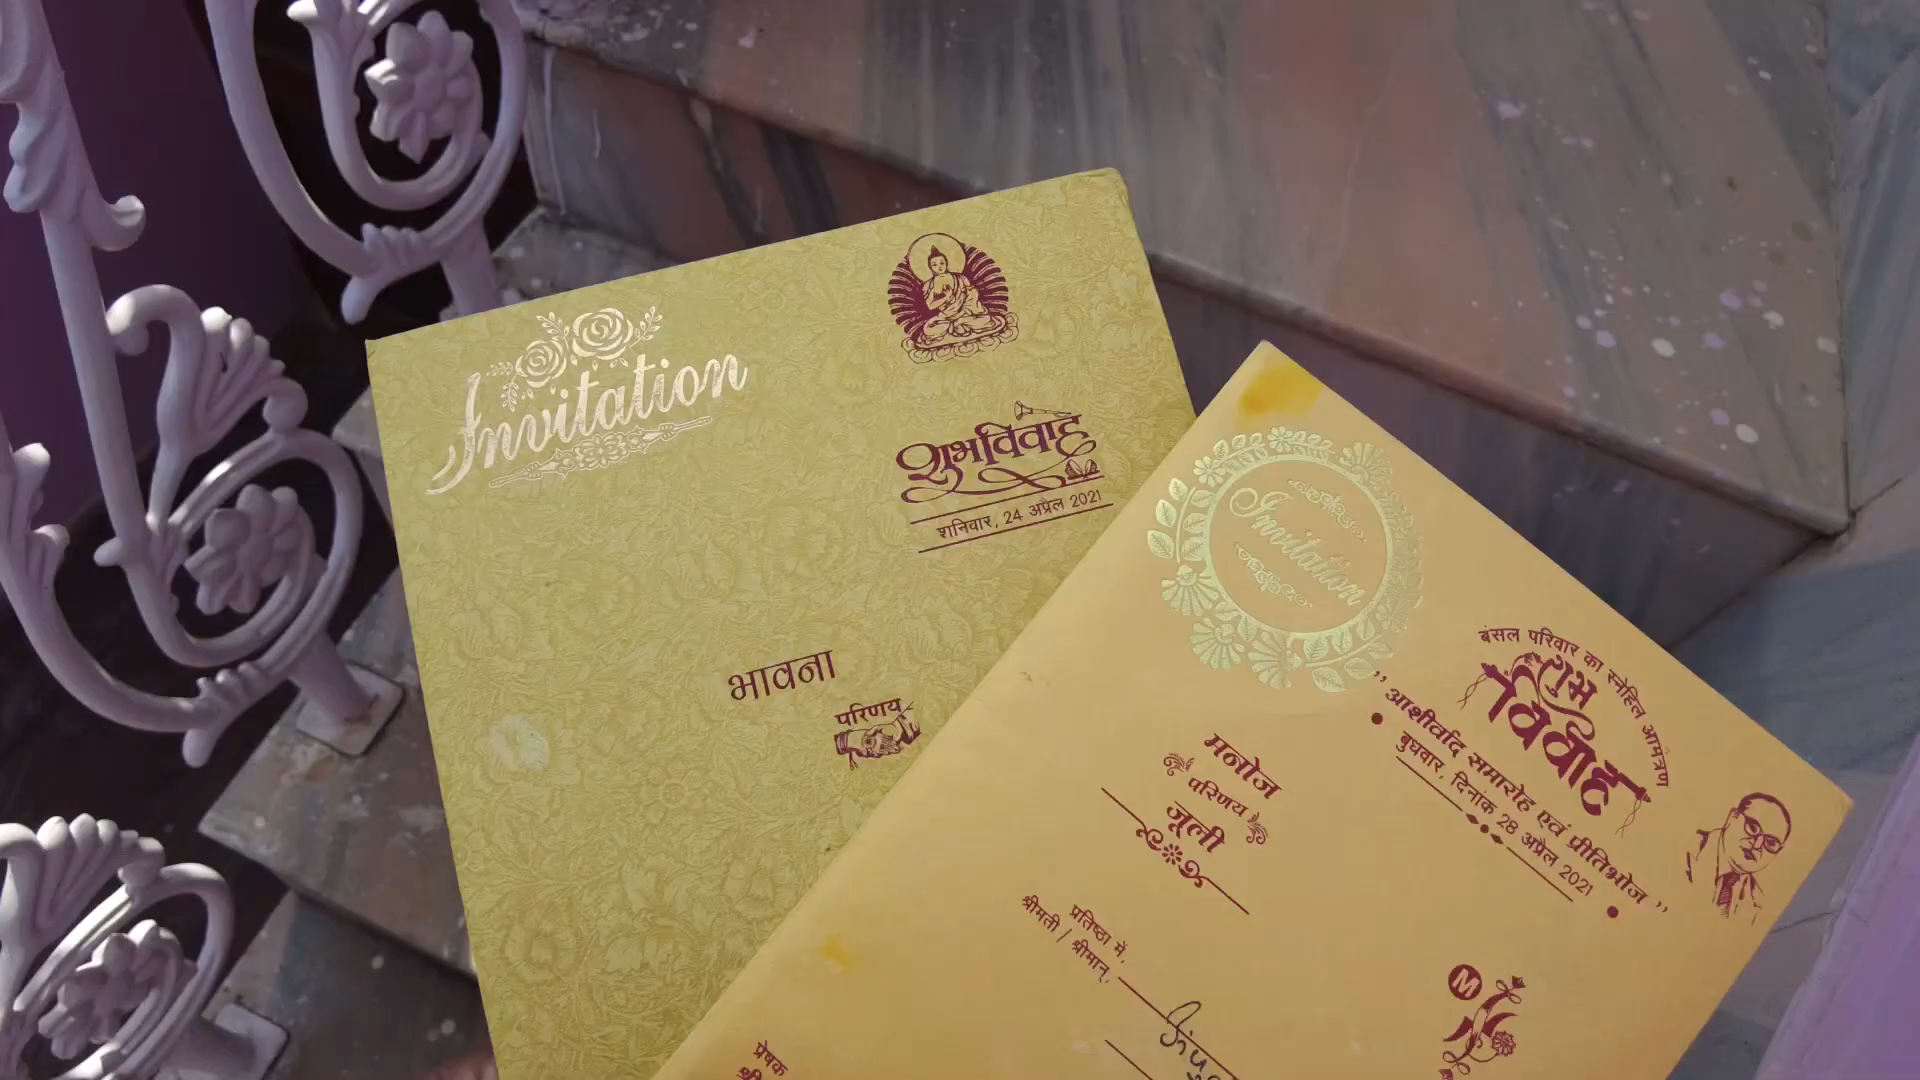 Invitation
शुभविवाह
शनिवार, 24 अप्रैल 2021
भावना
परिणय
Invitation
बंसल परिवार का स्नेहिल आमंत्रण
शुभ
विवाह
"आशीर्वाद समारोह एवं प्रीतिभोज"
बुधवार, दिनांक 28 अप्रैल 2021
मनोज
परिणय
जूली
प्रतिष्ठा में,
श्रीमती / श्रीमान्,
M
प्रेषक